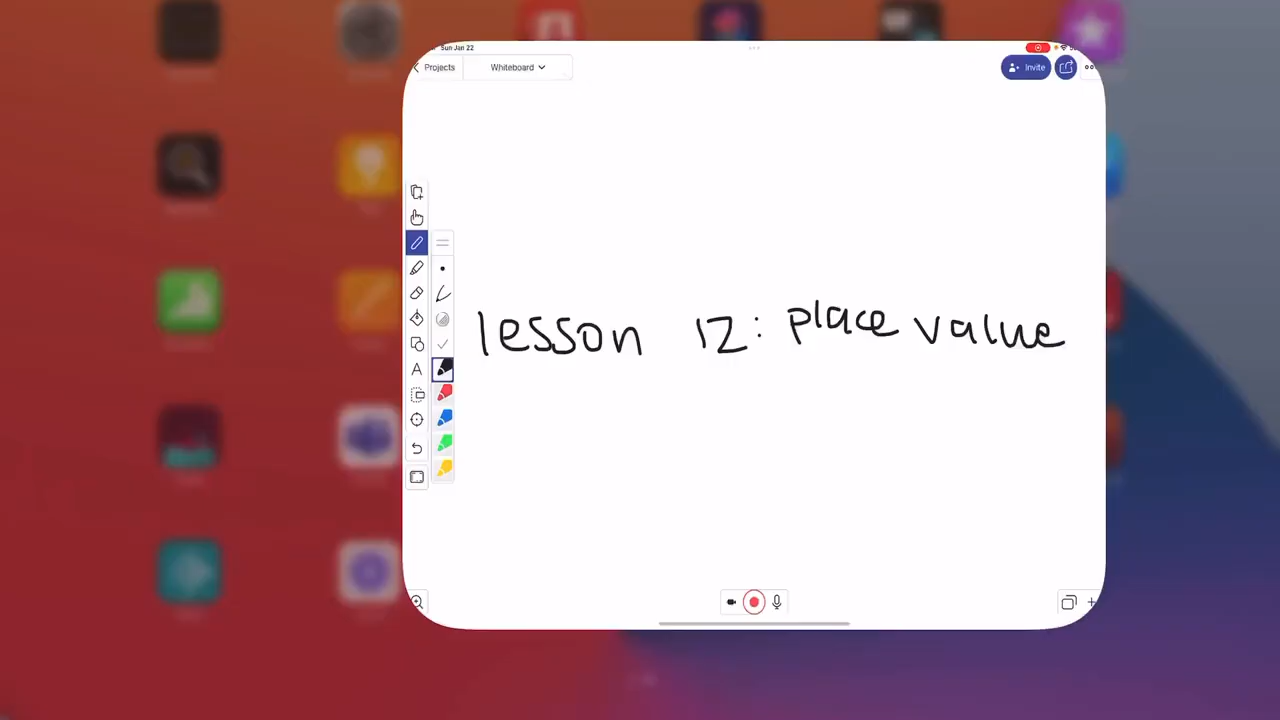 Sun Jan 22
Projects
Whiteboard
Invite
A
lesson 12: place value